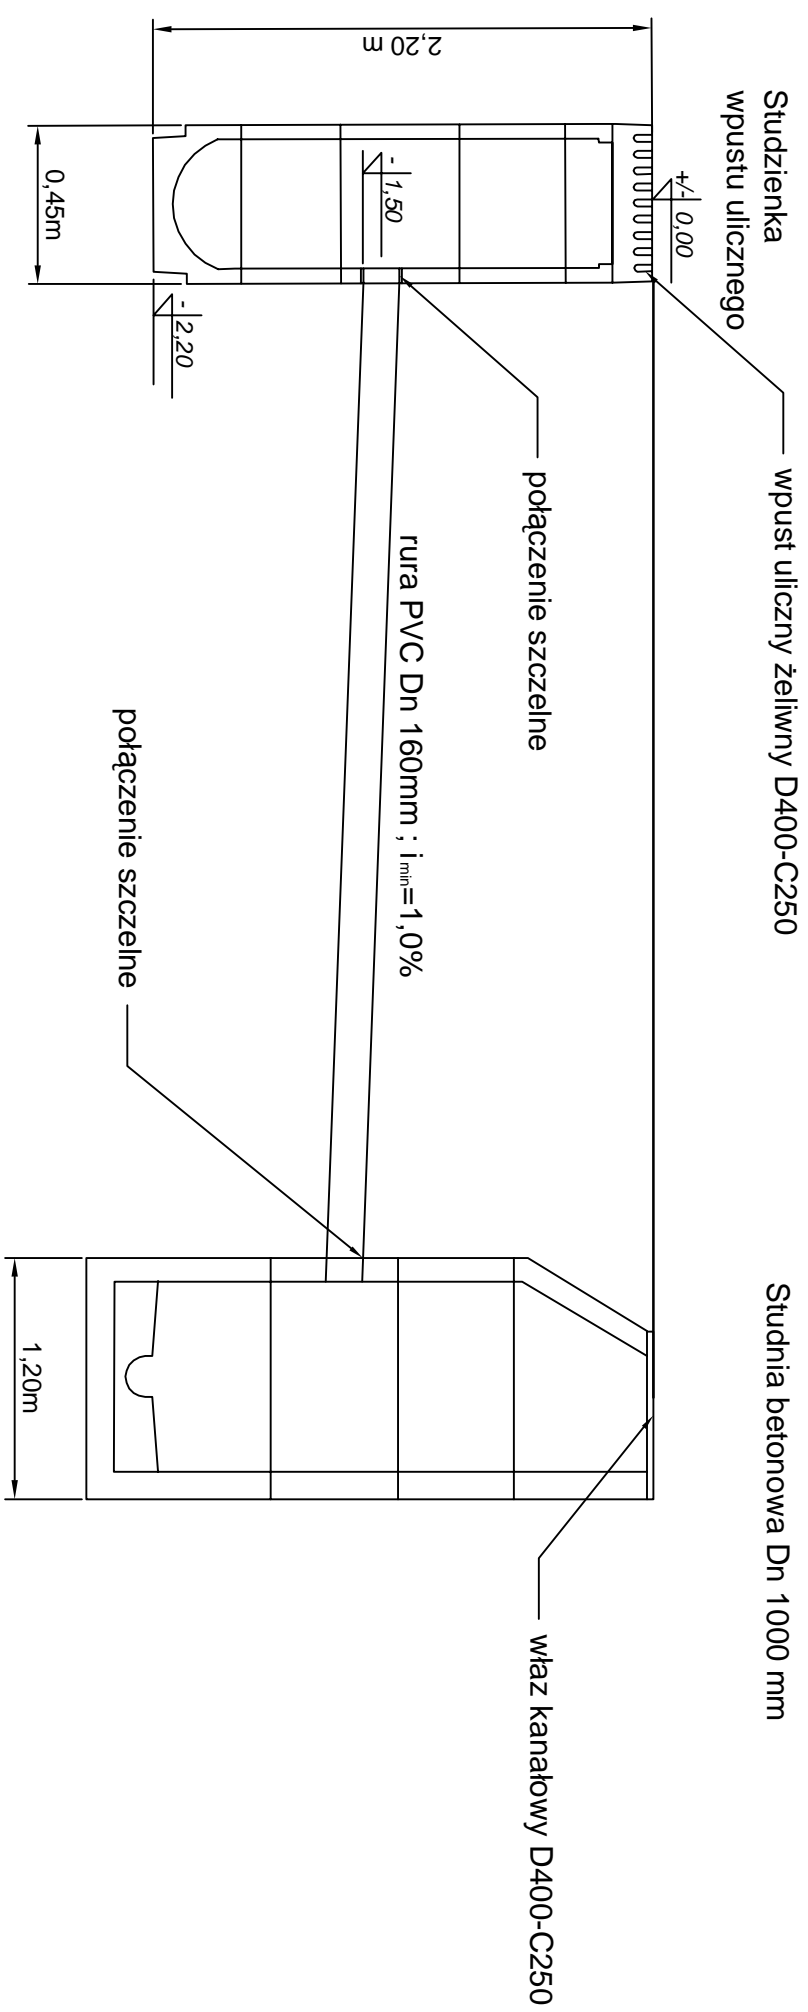 Studzienka
wpustu ulicznego
wpust uliczny żeliwny D400-C250
Studnia betonowa Dn 1000 mm
+/- 0,00
2,20 m
- 1,50
połączenie szczelne
rura PVC Dn 160mm ; imin=1,0%
właz kanałowy D400-C250
- 2,20
połączenie szczelne
0,45m
1,20m